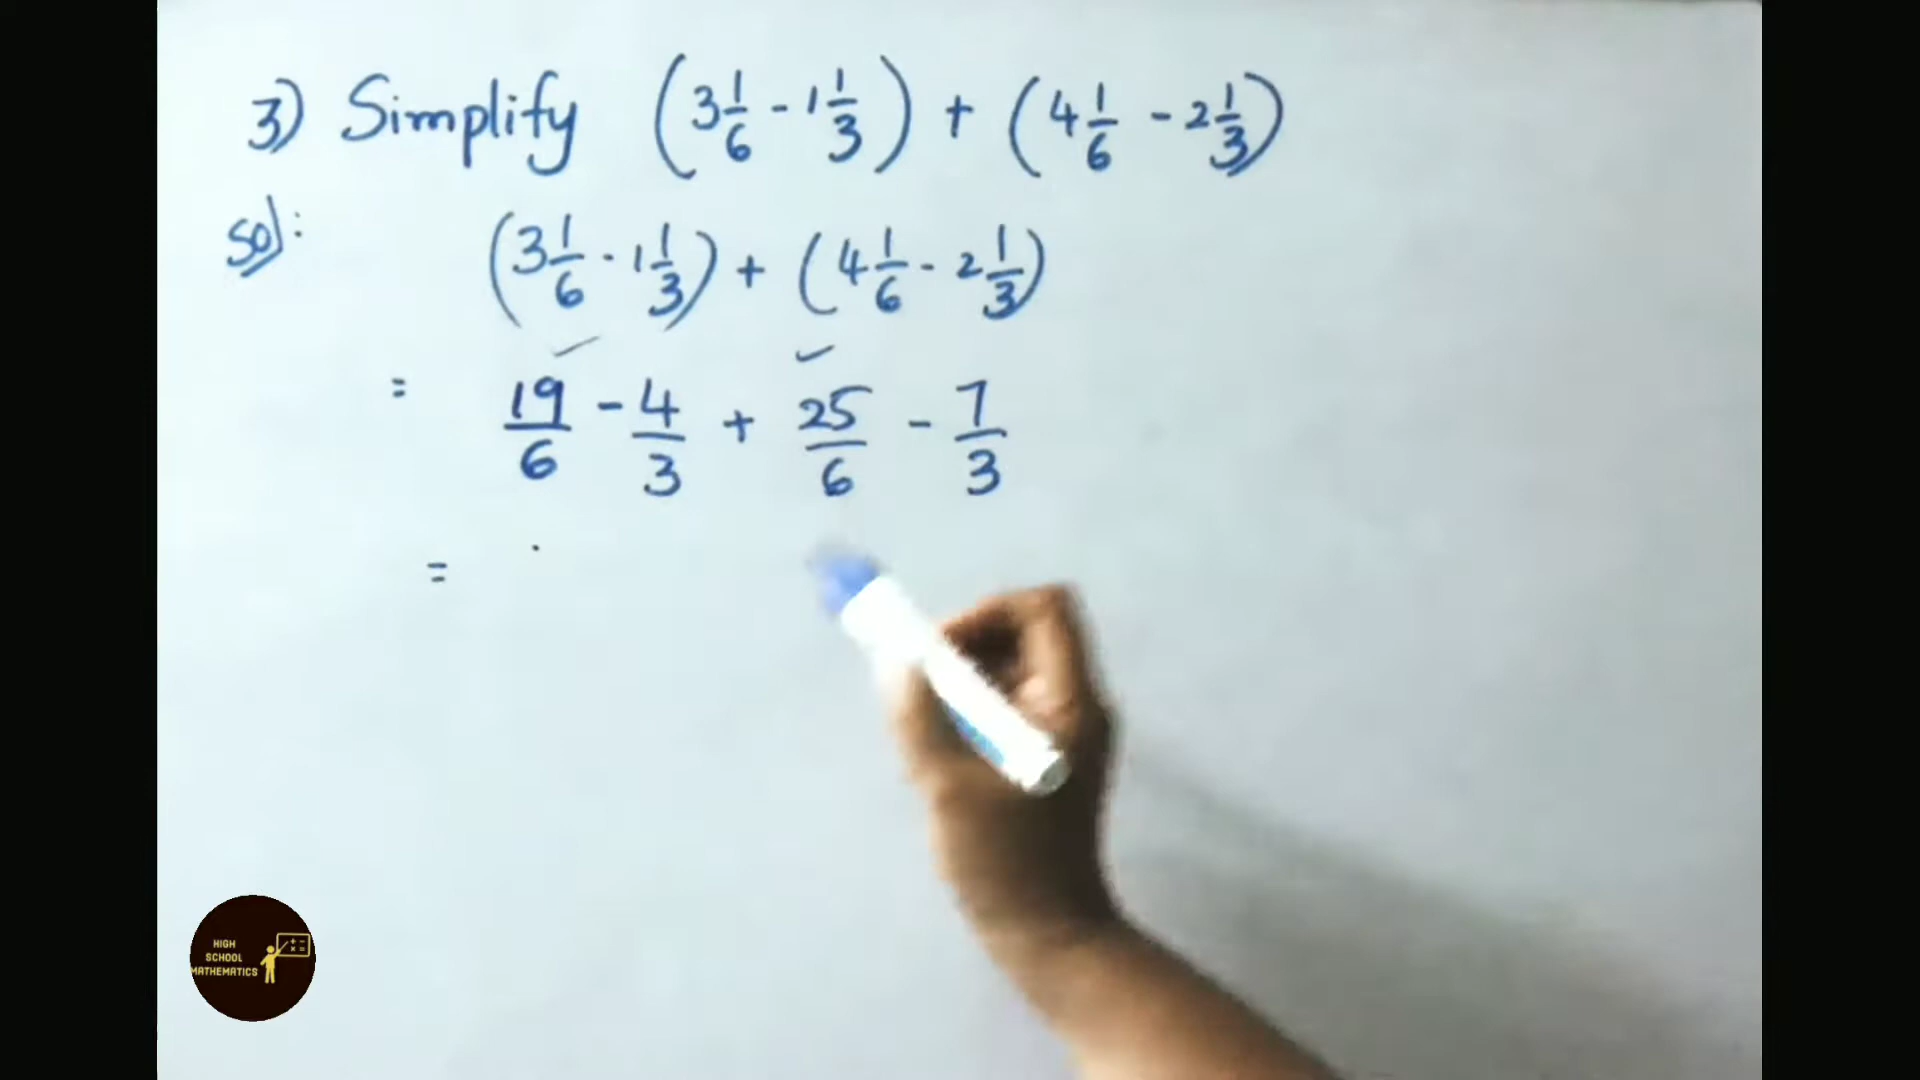 3) Simplify (3 1/6 - 1 1/3) + (4 1/6 - 2 1/3)
Sol:
(3 1/6 - 1 1/3) + (4 1/6 - 2 1/3)
= 19/6 - 4/3 + 25/6 - 7/3
=
HIGH
SCHOOL
MATHEMATICS